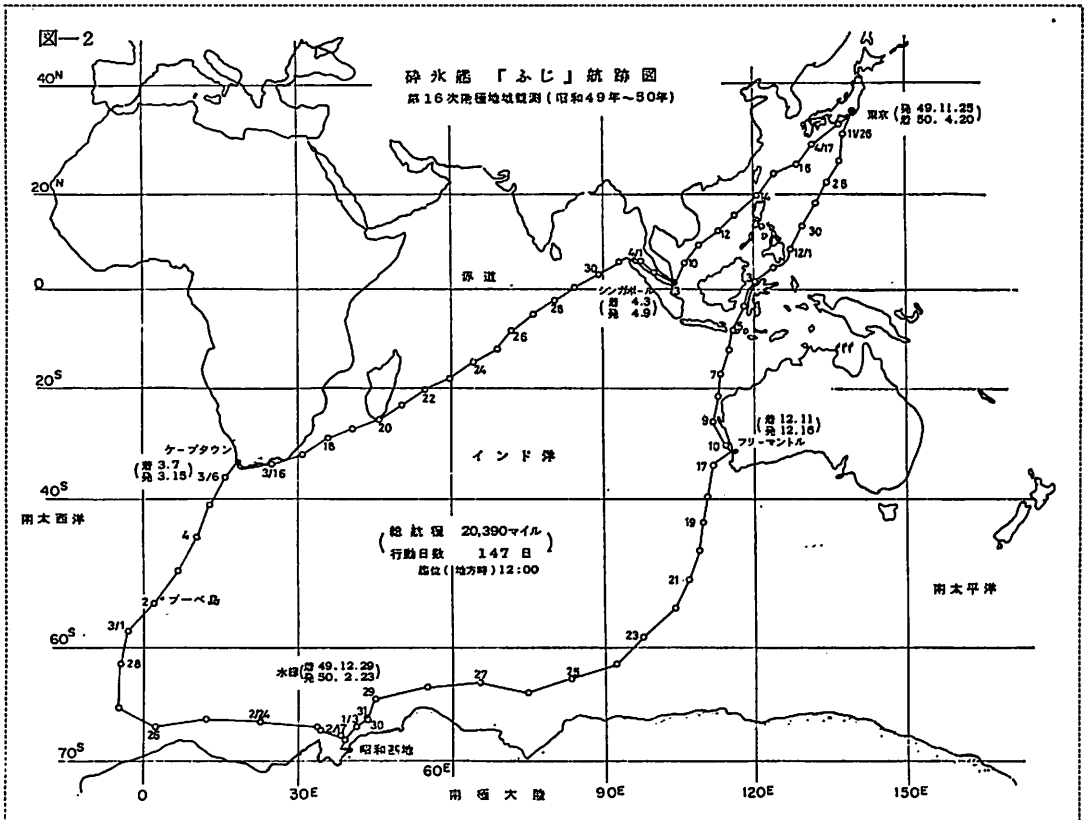 図―2
砕氷艦 『ふじ』 航跡図
第16次南極地域観測 (昭和49年～50年)
40N
東京 (発 49.11.25
着 50. 4.20)
11/26
4/17
16
28
20N
14
12
30
12/1
10
4/1
30
赤道
0
シンガポール
(着 4.3
発 4.9)
3
3
28
5
26
24
7
20S
22
20
9
(着 12.11
発 12.16)
18
10
フリーマントル
ケープタウン
(着 3.7
発 3.15)
3/6
3/16
インド洋
17
40S
南太西洋
19
4
(総航程 20,390マイル
行動日数 147日)
艦位(地方時)12:00
21
南太平洋
2
ブーベ島
3/1
23
60S
28
氷縁(着 49.12.29
発 50. 2.23)
25
27
29
31
1/3
30
2/24
2/17
26
昭和基地
70S
60E
0
30E
南極大陸
90E
120E
150E